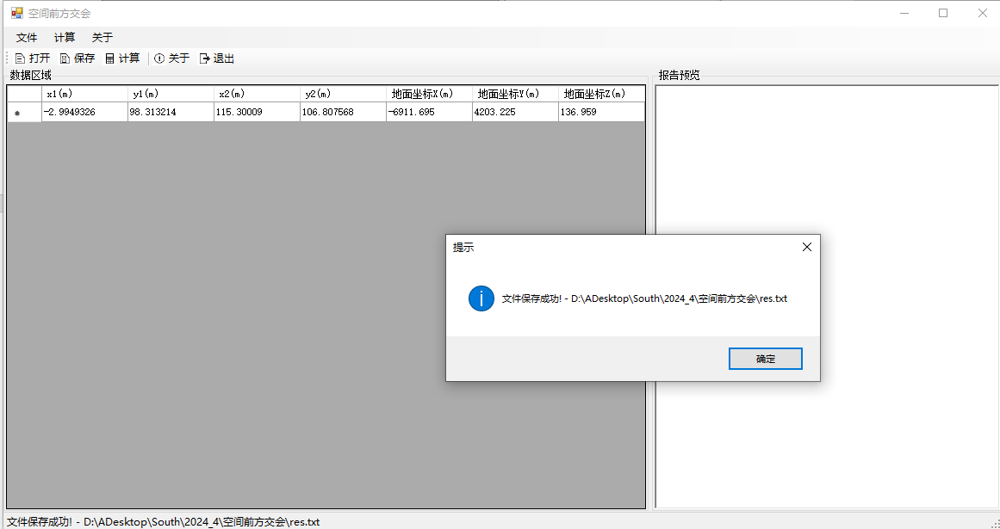 空间前方交会
文件 计算 关于
打开 保存 计算 关于 退出
数据区域
报告预览
x1(m) y1(m) x2(m) y2(m) 地面坐标X(m) 地面坐标Y(m) 地面坐标Z(m)
-2.9949326 98.313214 115.30009 106.807568 -6911.695 4203.225 136.959
提示
文件保存成功! - D:\ADesktop\South\2024_4\空间前方交会\res.txt
确定
文件保存成功! - D:\ADesktop\South\2024_4\空间前方交会\res.txt